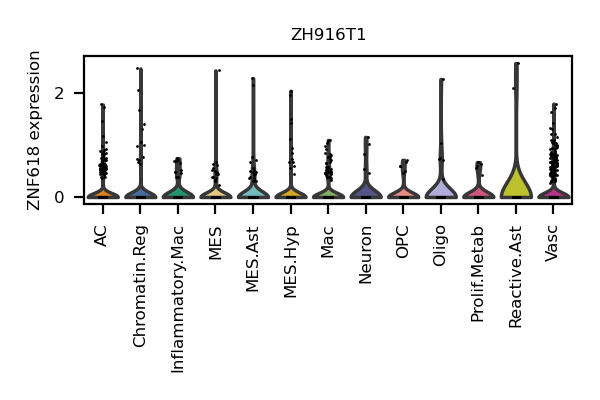 ZH916T1
ZNF618 expression
2
0
AC
Chromatin.Reg
Inflammatory.Mac
MES
MES.Ast
MES.Hyp
Mac
Neuron
OPC
Oligo
Prolif.Metab
Reactive.Ast
Vasc